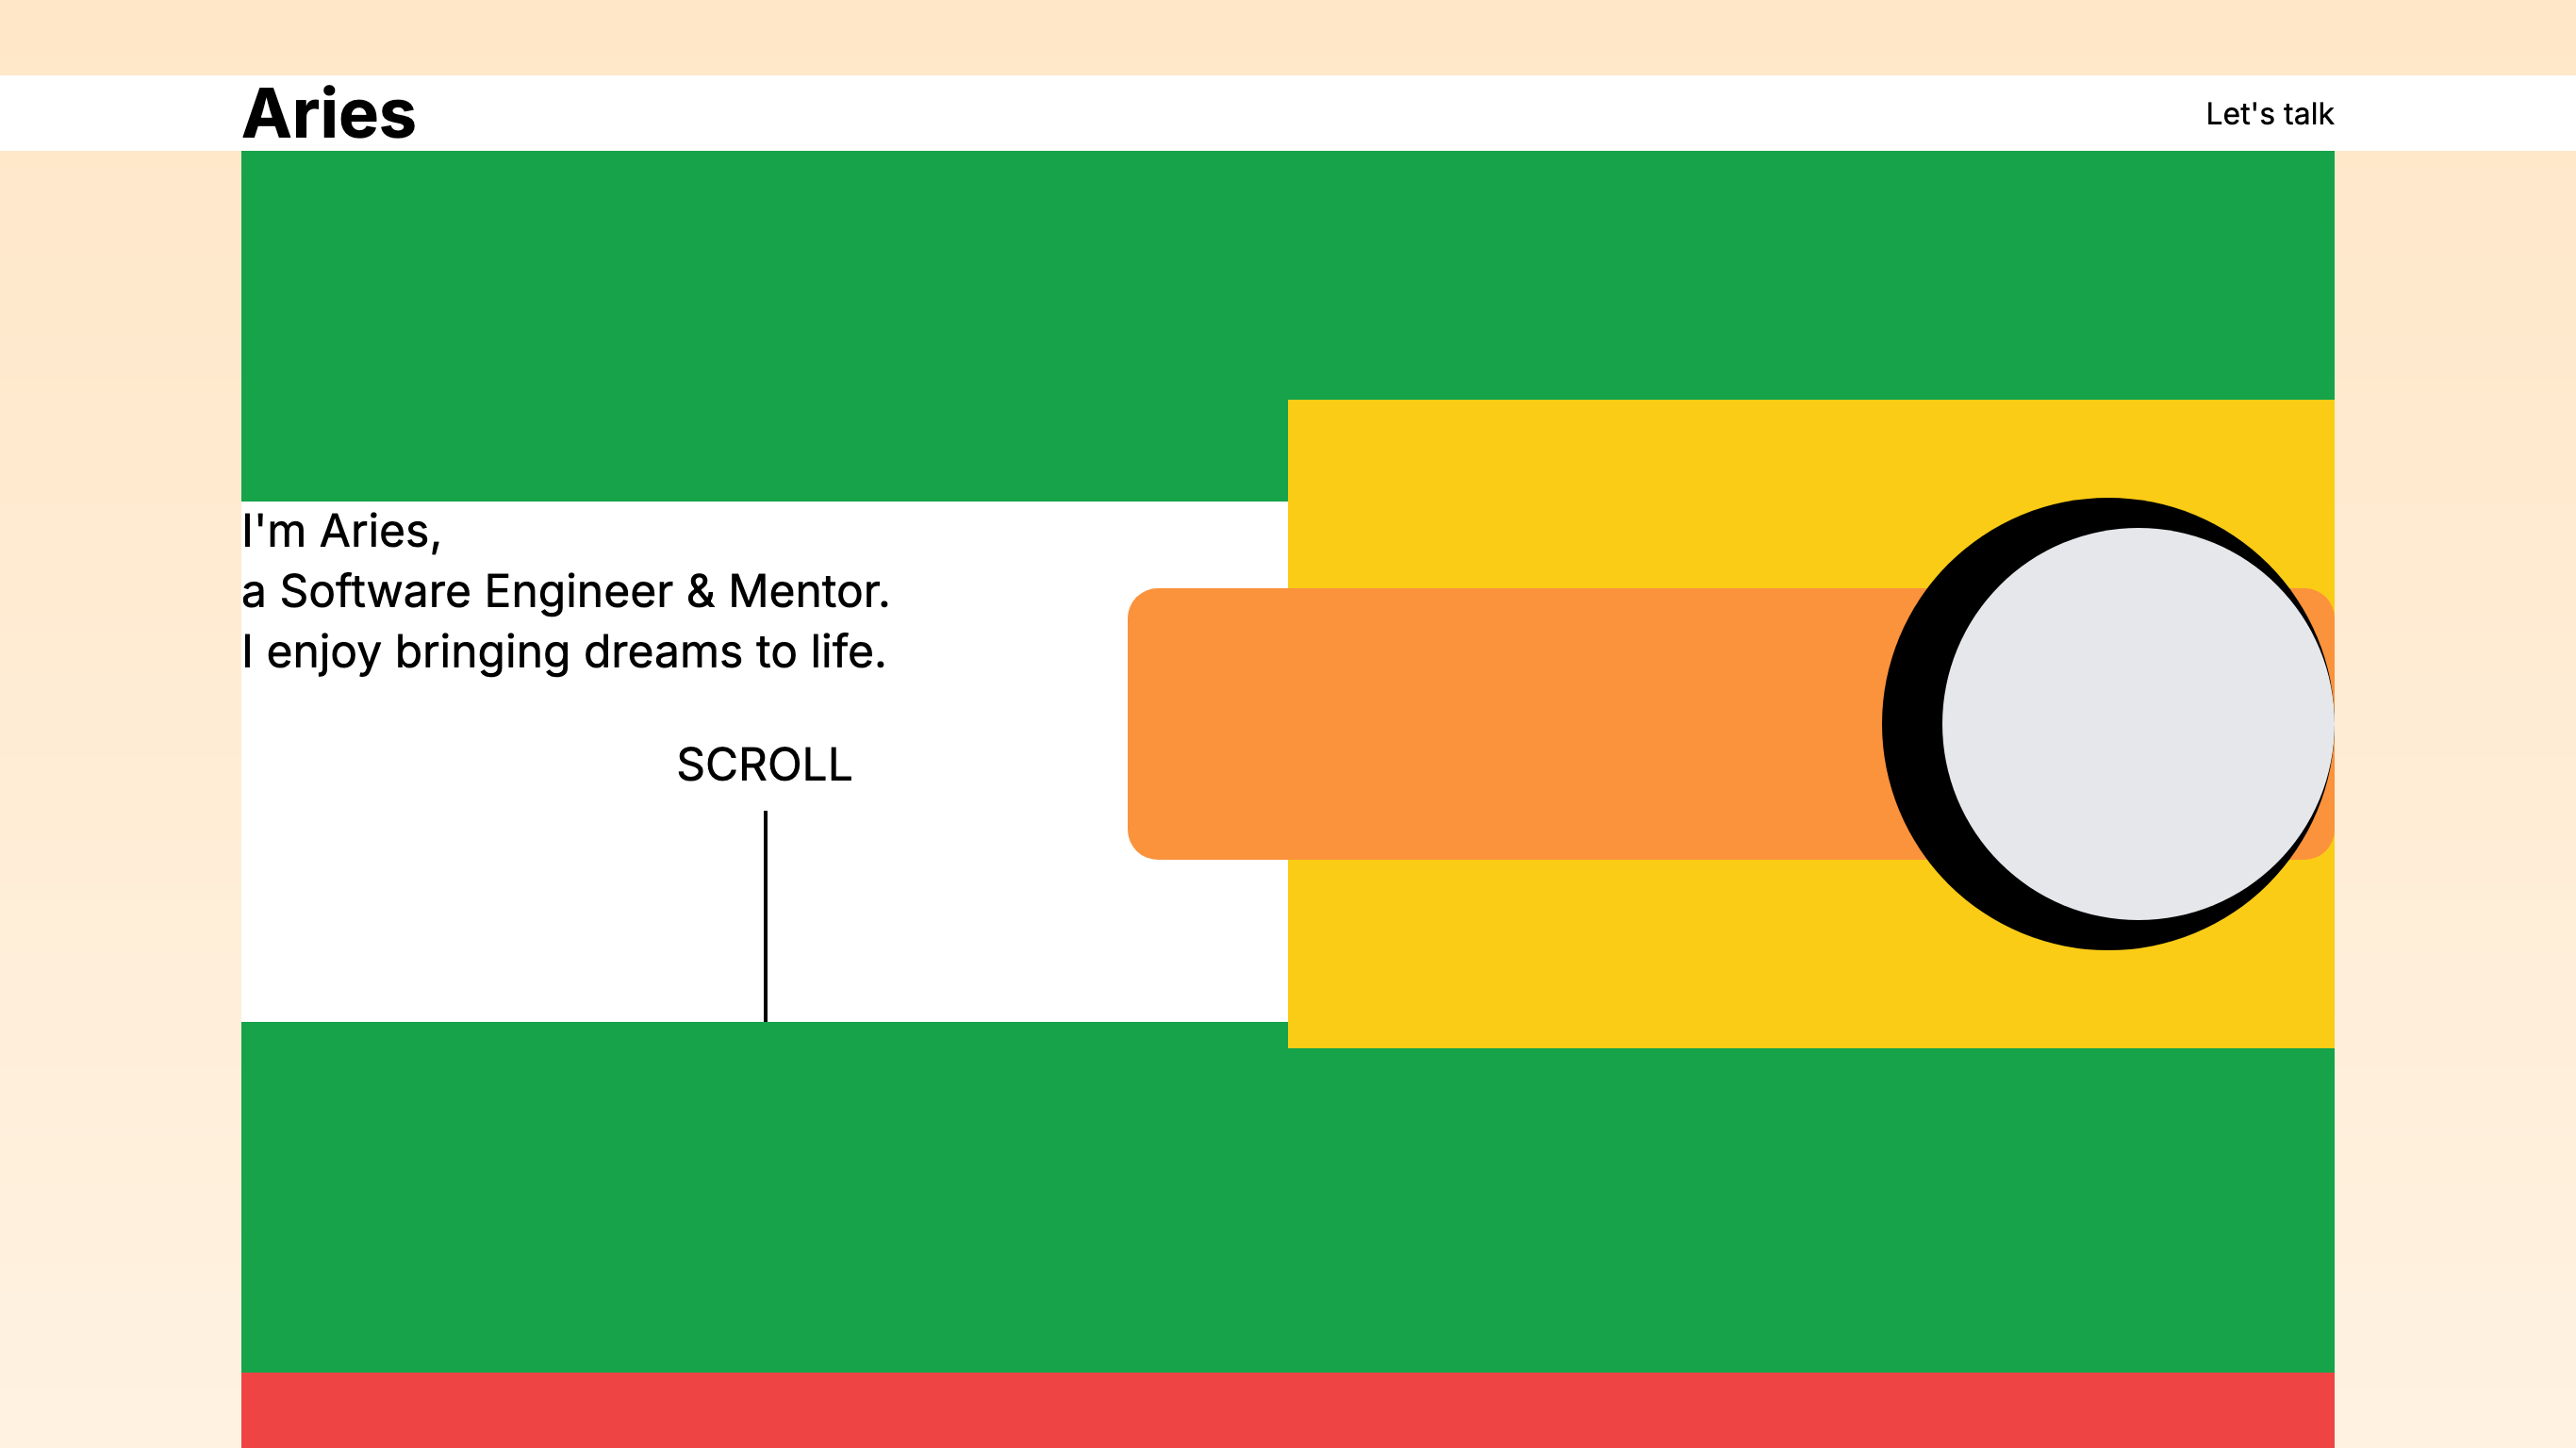 Aries
Let's talk
I'm Aries,
a Software Engineer & Mentor.
I enjoy bringing dreams to life.
SCROLL